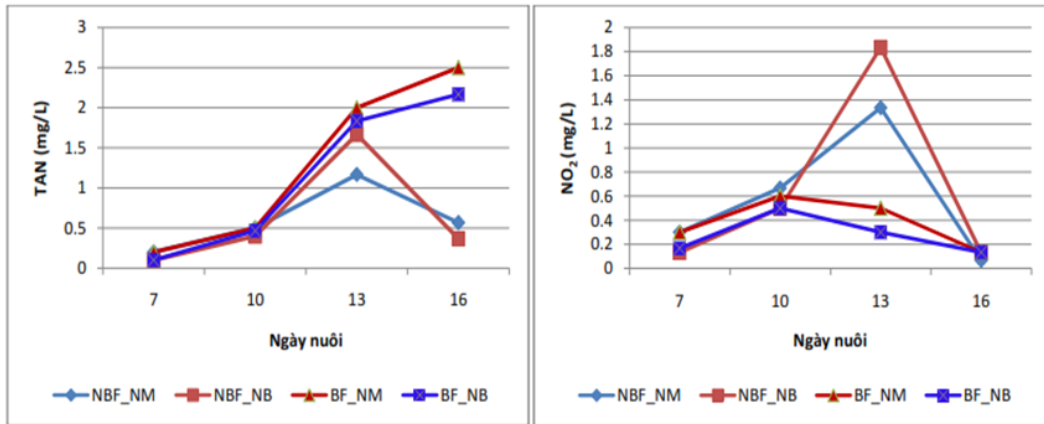 TAN (mg/L)
3
2.5
2
1.5
1
0.5
0
7 10 13 16
Ngày nuôi
NBF_NM NBF_NB BF_NM BF_NB
NO₂ (mg/L)
2
1.8
1.6
1.4
1.2
1
0.8
0.6
0.4
0.2
0
7 10 13 16
Ngày nuôi
NBF_NM NBF_NB BF_NM BF_NB